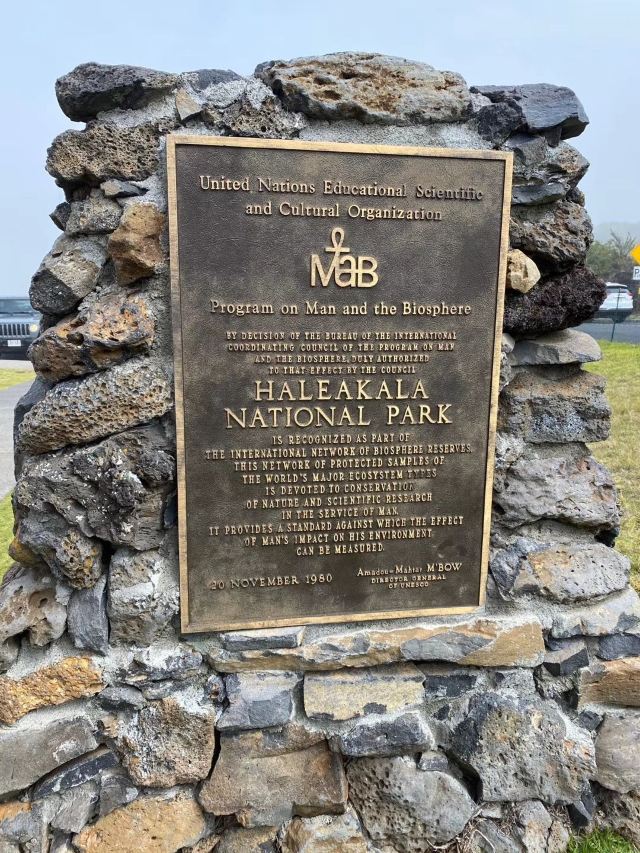 United Nations Educational Scientific
and Cultural Organization
MaB
Program on Man and the Biosphere
BY DECISION OF THE BUREAU OF THE INTERNATIONAL
COORDINATING COUNCIL OF THE PROGRAM ON MAN
AND THE BIOSPHERE, DULY AUTHORIZED
TO THAT EFFECT BY THE COUNCIL
HALEAKALA
NATIONAL PARK
IS RECOGNIZED AS PART OF
THE INTERNATIONAL NETWORK OF BIOSPHERE RESERVES.
THIS NETWORK OF PROTECTED SAMPLES OF
THE WORLD'S MAJOR ECOSYSTEM TYPES
IS DEVOTED TO CONSERVATION
OF NATURE AND SCIENTIFIC RESEARCH
IN THE SERVICE OF MAN.
IT PROVIDES A STANDARD AGAINST WHICH THE EFFECT
OF MAN'S IMPACT ON HIS ENVIRONMENT
CAN BE MEASURED.
20 NOVEMBER 1980
Amadou-Mahtar M'BOW
DIRECTOR GENERAL
OF UNESCO